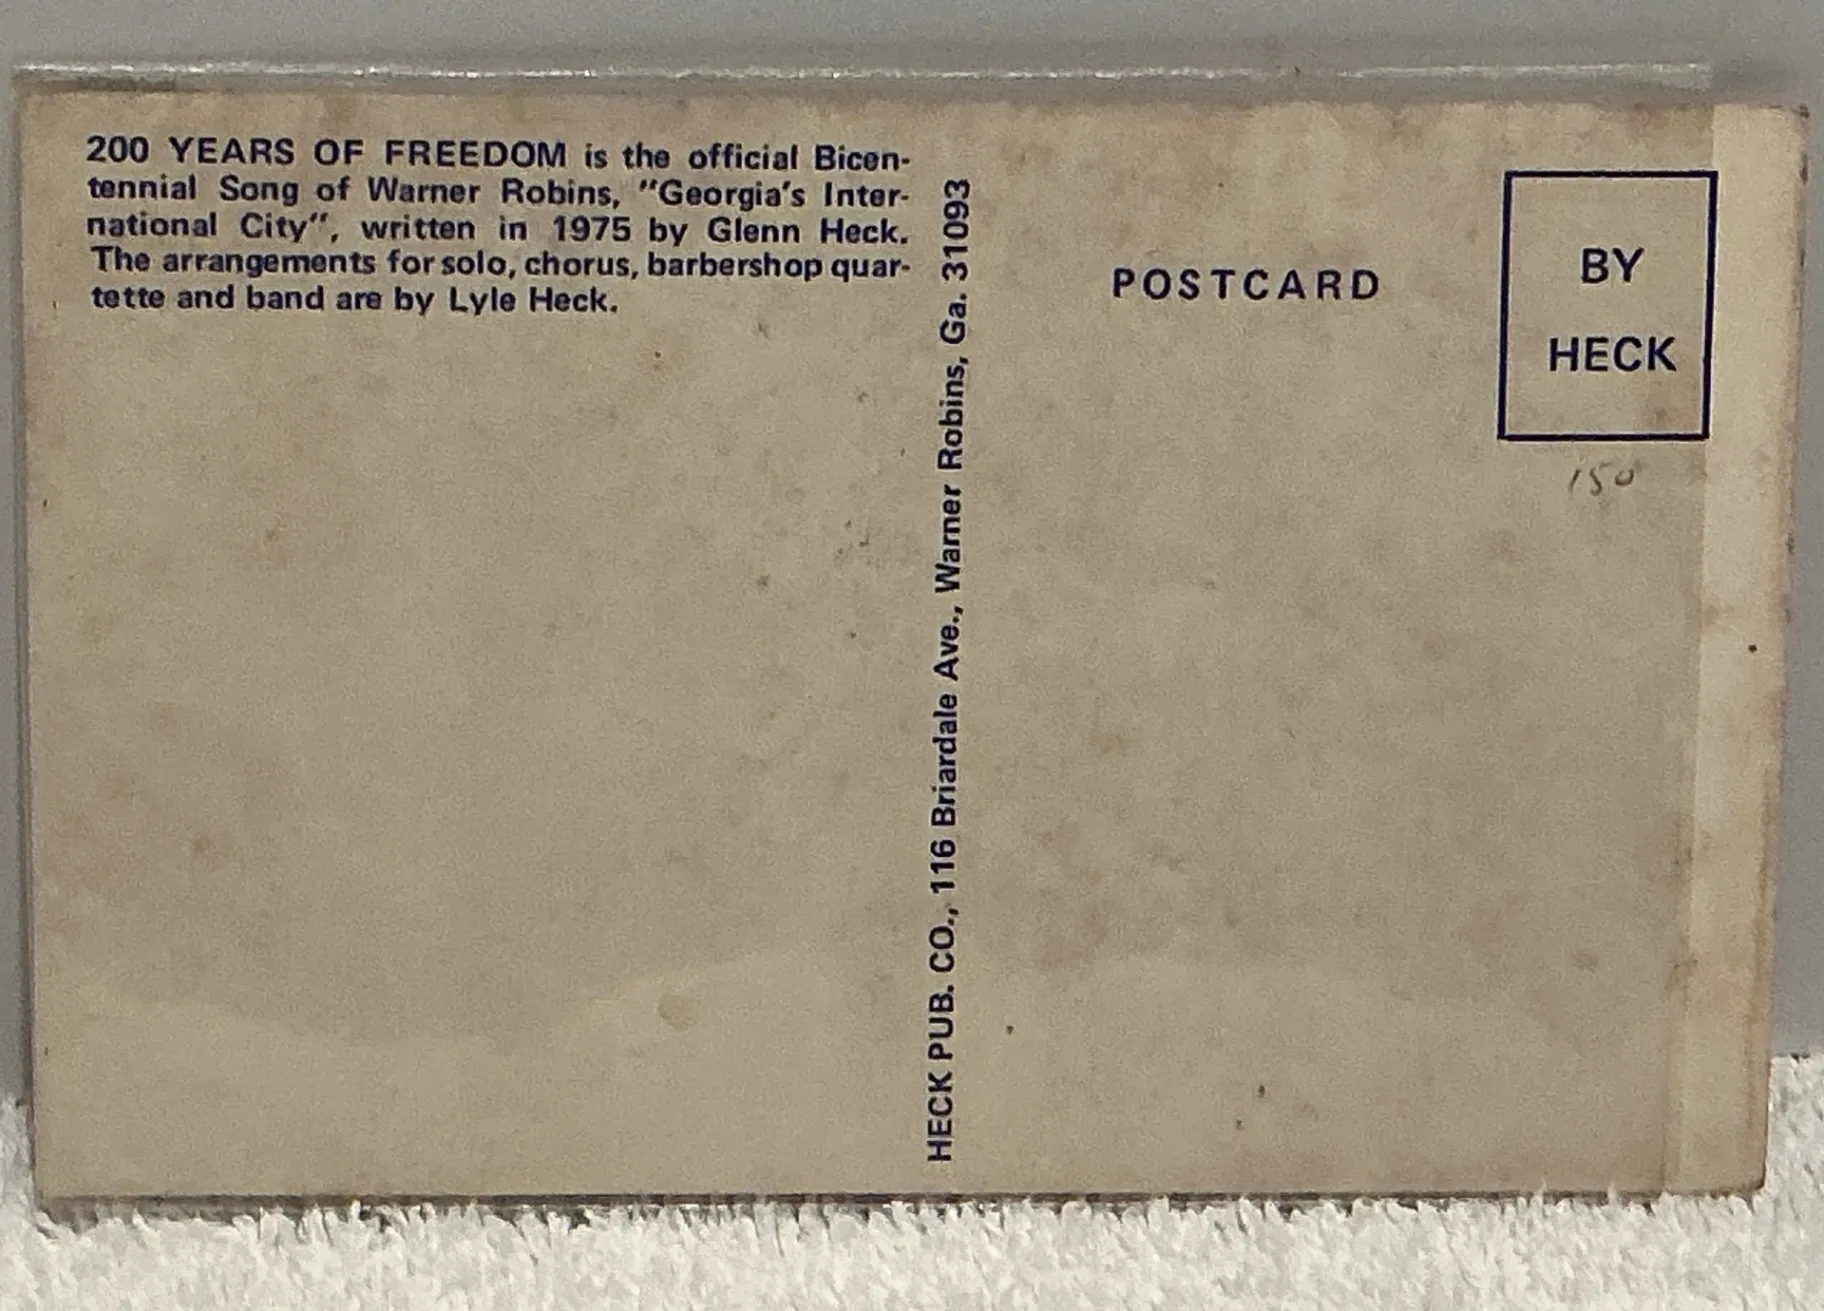 200 YEARS OF FREEDOM is the official Bicen-
tennial Song of Warner Robins, "Georgia's Inter-
national City", written in 1975 by Glenn Heck.
The arrangements for solo, chorus, barbershop quar-
tette and band are by Lyle Heck.
HECK PUB. CO., 116 Briardale Ave., Warner Robins, Ga. 31093
POSTCARD
BY
HECK
150